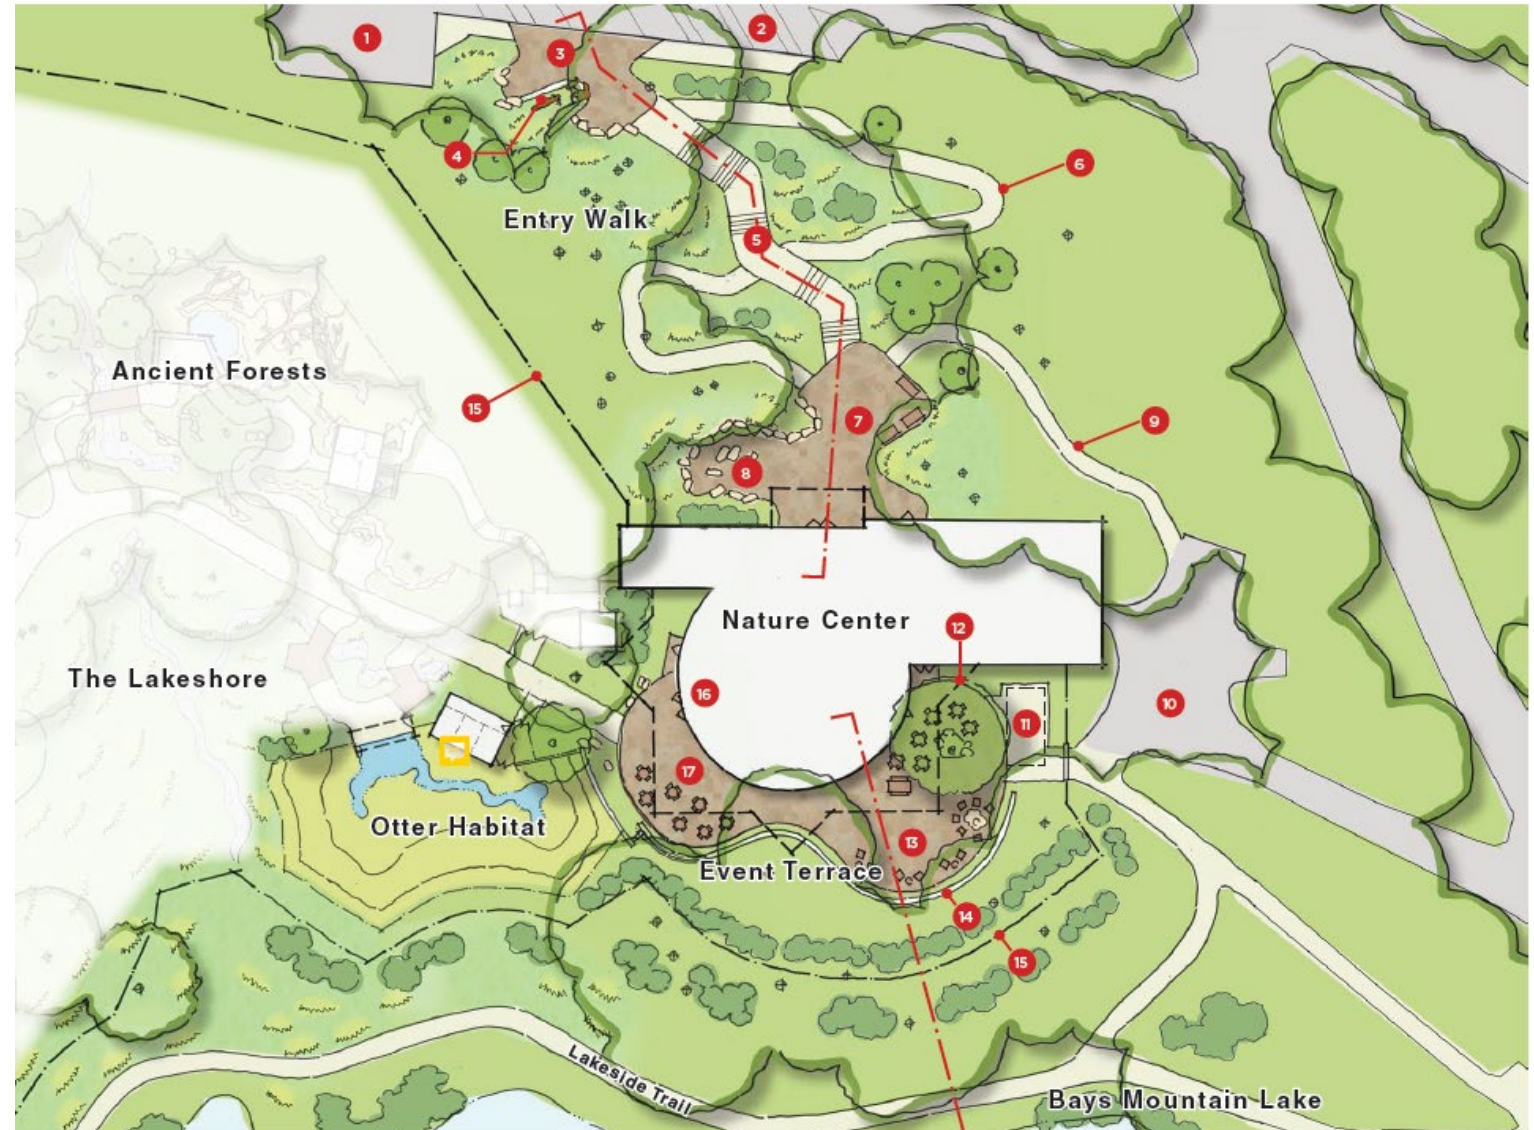 1
2
3
4
6
Entry Walk
5
Ancient Forests
15
7
9
8
Nature Center
12
The Lakeshore
16
10
11
17
Otter Habitat
13
Event Terrace
14
15
Lakeside Trail
Bays Mountain Lake